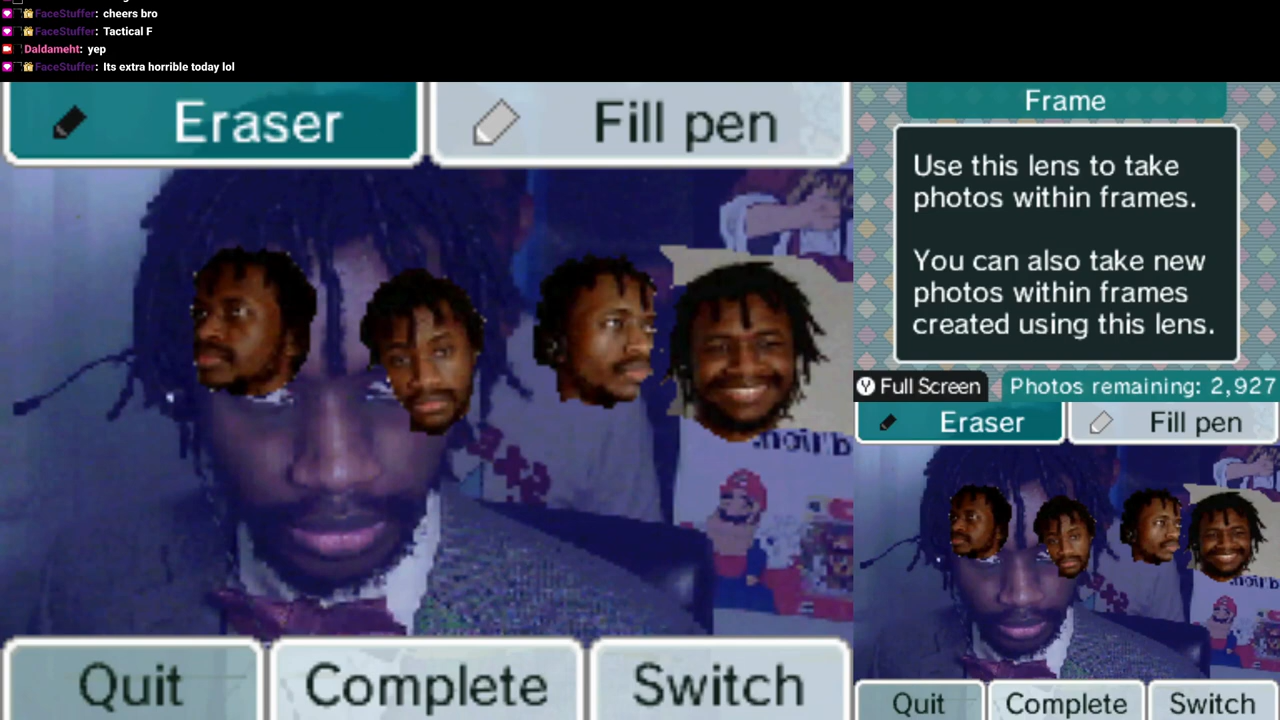 FaceStuffer: cheers bro
FaceStuffer: Tactical F
Daldameht: yep
FaceStuffer: Its extra horrible today lol
Eraser
Fill pen
Quit
Complete
Switch
Frame
Use this lens to take
photos within frames.
You can also take new
photos within frames
created using this lens.
Y Full Screen
Photos remaining: 2,927
Eraser
Fill pen
Quit
Complete
Switch